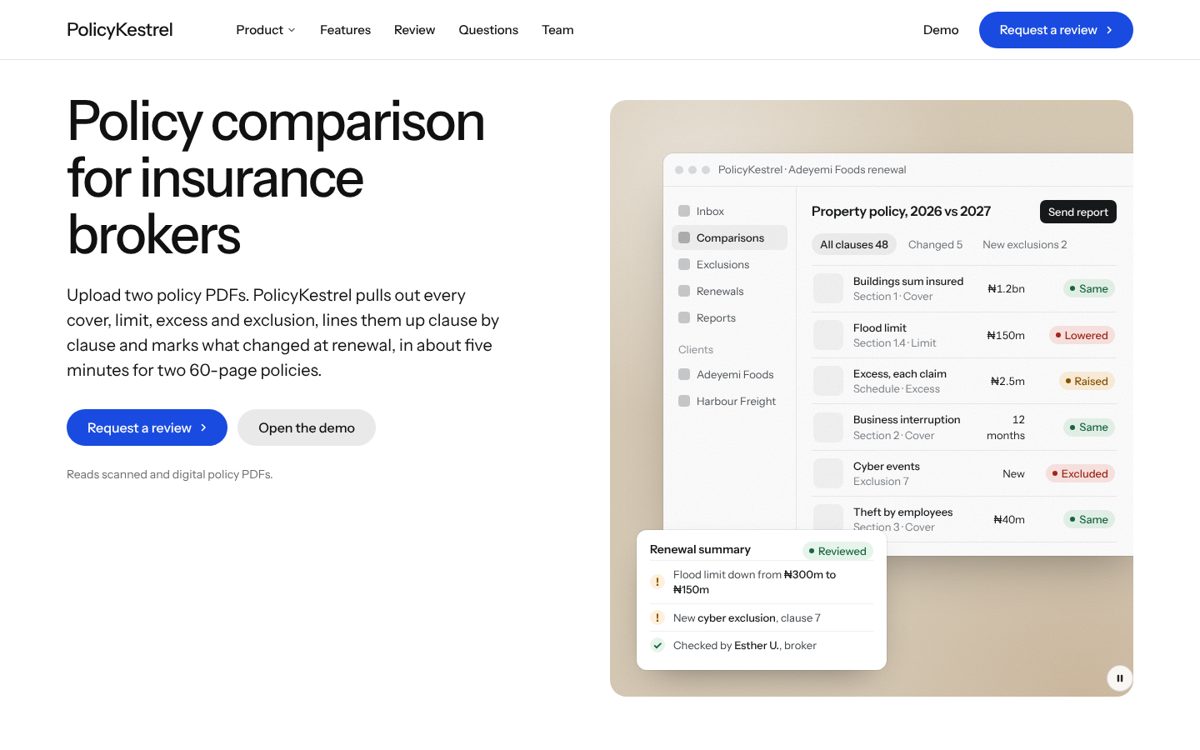 PolicyKestrel
Product
Features
Review
Questions
Team
Demo
Request a review
Policy comparison
for insurance
brokers
Upload two policy PDFs. PolicyKestrel pulls out every
cover, limit, excess and exclusion, lines them up clause by
clause and marks what changed at renewal, in about five
minutes for two 60-page policies.
Request a review
Open the demo
Reads scanned and digital policy PDFs.
PolicyKestrel · Adeyemi Foods renewal
Inbox
Comparisons
Exclusions
Renewals
Reports
Clients
Adeyemi Foods
Harbour Freight
Property policy, 2026 vs 2027
Send report
All clauses 48
Changed 5
New exclusions 2
Buildings sum insured
Section 1 · Cover
₦1.2bn
Same
Flood limit
Section 1.4 · Limit
₦150m
Lowered
Excess, each claim
Schedule · Excess
₦2.5m
Raised
Business interruption
Section 2 · Cover
12
months
Same
Cyber events
Exclusion 7
New
Excluded
Theft by employees
Section 3 · Cover
₦40m
Same
Renewal summary
Reviewed
Flood limit down from ₦300m to
₦150m
New cyber exclusion, clause 7
Checked by Esther U., broker